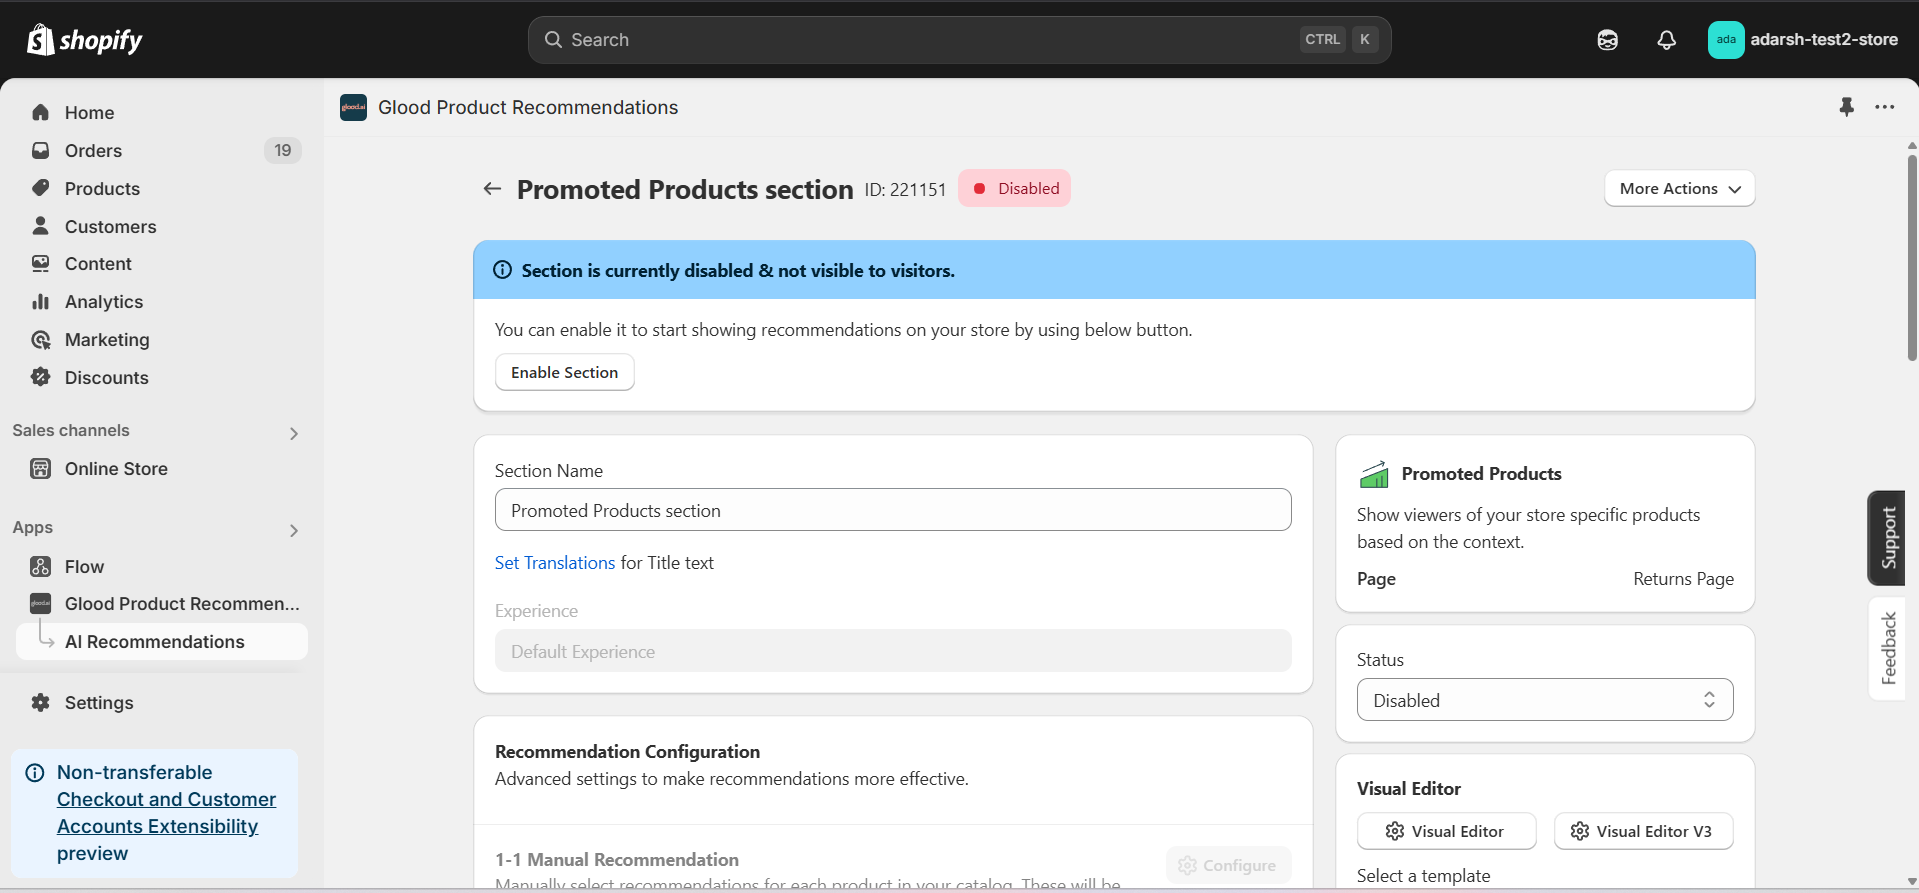 shopify
Search
CTRL K
ada
adarsh-test2-store
Home
Orders 19
Products
Customers
Content
Analytics
Marketing
Discounts
Sales channels
Online Store
Apps
Flow
Glood Product Recommen...
AI Recommendations
Settings
Non-transferable
Checkout and Customer
Accounts Extensibility
preview
glood.ai
Glood Product Recommendations
Promoted Products section ID: 221151 Disabled
More Actions
Section is currently disabled & not visible to visitors.
You can enable it to start showing recommendations on your store by using below button.
Enable Section
Section Name
Promoted Products section
Set Translations for Title text
Experience
Default Experience
Recommendation Configuration
Advanced settings to make recommendations more effective.
1-1 Manual Recommendation
Configure
Manually select recommendations for each product in your catalog. These will be
Promoted Products
Show viewers of your store specific products
based on the context.
Page Returns Page
Status
Disabled
Visual Editor
Visual Editor Visual Editor V3
Select a template
Support
Feedback